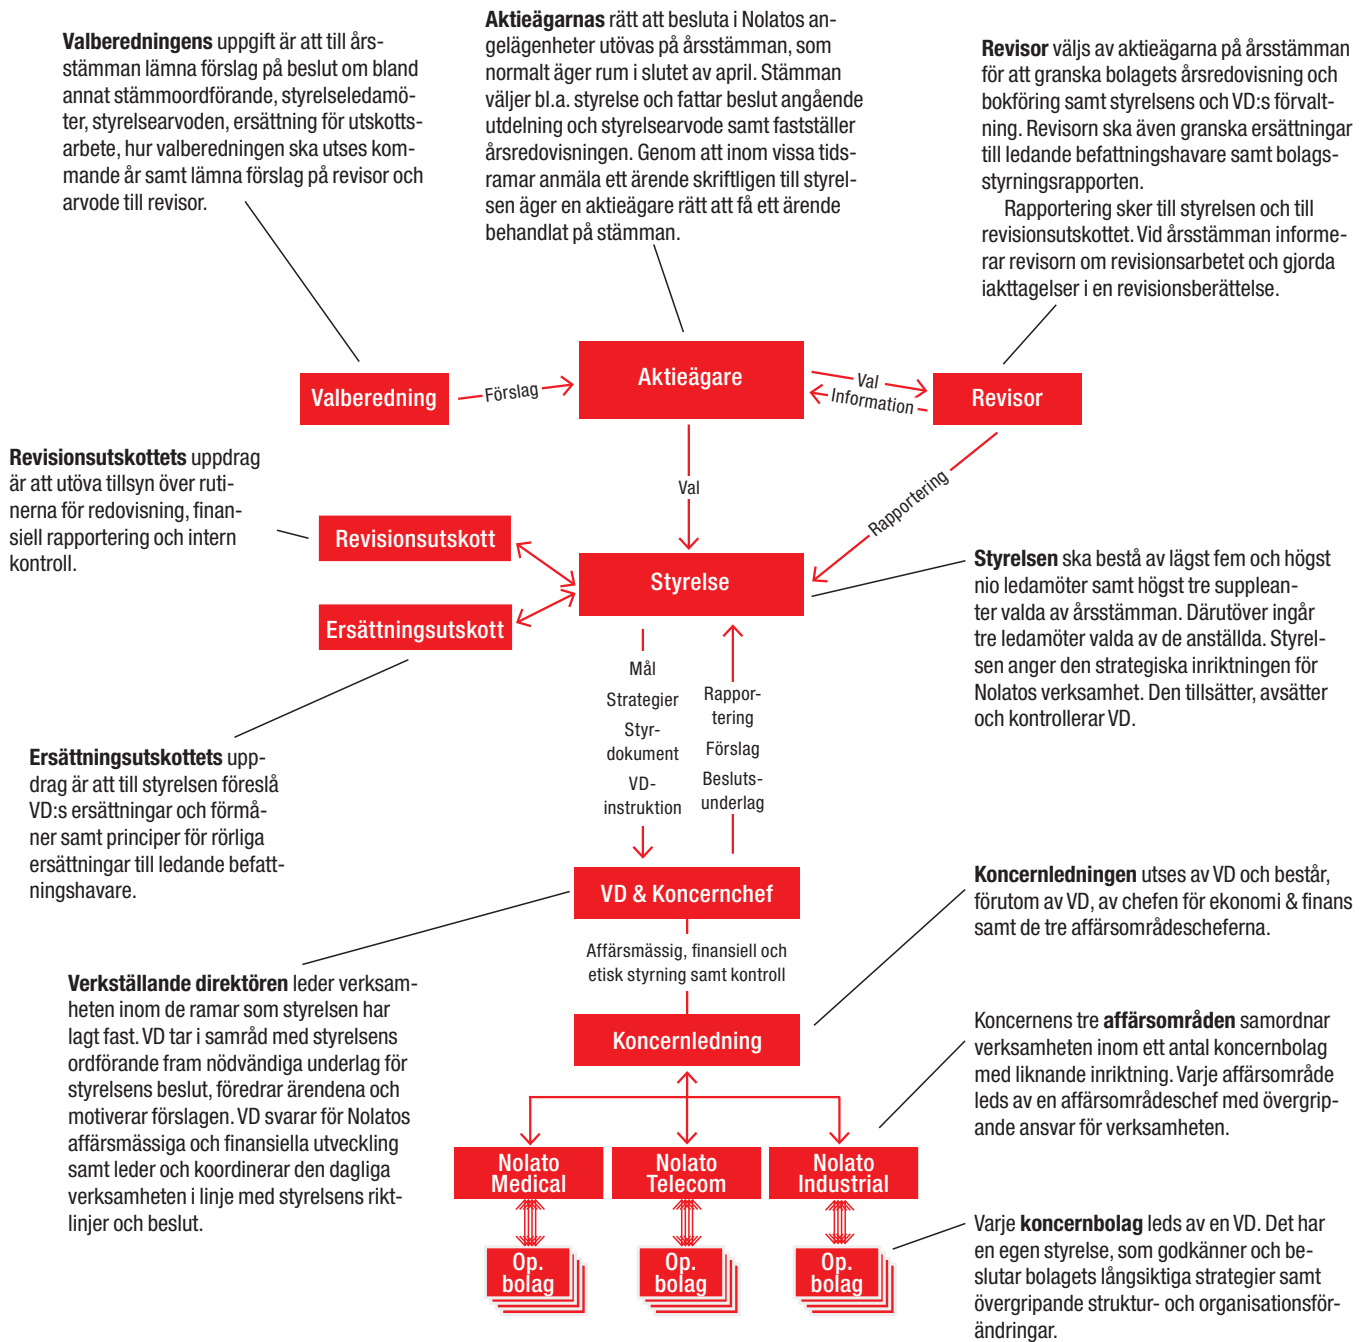 Valberedningens uppgift är att till års-
stämman lämna förslag på beslut om bland
annat stämmoordförande, styrelseledamö-
ter, styrelsearvoden, ersättning för utskotts-
arbete, hur valberedningen ska utses kom-
mande år samt lämna förslag på revisor och
arvode till revisor.
Aktieägarnas rätt att besluta i Nolatos an-
gelägenheter utövas på årsstämman, som
normalt äger rum i slutet av april. Stämman
väljer bl.a. styrelse och fattar beslut angående
utdelning och styrelsearvode samt fastställer
årsredovisningen. Genom att inom vissa tids-
ramar anmäla ett ärende skriftligen till styrel-
sen äger en aktieägare rätt att få ett ärende
behandlat på stämman.
Revisor väljs av aktieägarna på årsstämman
för att granska bolagets årsredovisning och
bokföring samt styrelsens och VD:s förvalt-
ning. Revisorn ska även granska ersättningar
till ledande befattningshavare samt bolags-
styrningsrapporten.
Rapportering sker till styrelsen och till
revisionsutskottet. Vid årsstämman informe-
rar revisorn om revisionsarbetet och gjorda
iakttagelser i en revisionsberättelse.
Valberedning
Förslag
Aktieägare
Val
Information
Revisor
Revisionsutskottets uppdrag
är att utöva tillsyn över ruti-
nerna för redovisning, finan-
siell rapportering och intern
kontroll.
Val
Rapportering
Revisionsutskott
Styrelse
Ersättningsutskott
Styrelsen ska bestå av lägst fem och högst
nio ledamöter samt högst tre supplean-
ter valda av årsstämman. Därutöver ingår
tre ledamöter valda av de anställda. Styrel-
sen anger den strategiska inriktningen för
Nolatos verksamhet. Den tillsätter, avsätter
och kontrollerar VD.
Mål
Strategier
Styr-
dokument
VD-
instruktion
Rappor-
tering
Förslag
Besluts-
underlag
Ersättningsutskottets upp-
drag är att till styrelsen föreslå
VD:s ersättningar och förmå-
ner samt principer för rörliga
ersättningar till ledande befatt-
ningshavare.
VD & Koncernchef
Koncernledningen utses av VD och består,
förutom av VD, av chefen för ekonomi & finans
samt de tre affärsområdescheferna.
Affärsmässig, finansiell och
etisk styrning samt kontroll
Verkställande direktören leder verksam-
heten inom de ramar som styrelsen har
lagt fast. VD tar i samråd med styrelsens
ordförande fram nödvändiga underlag för
styrelsens beslut, föredrar ärendena och
motiverar förslagen. VD svarar för Nolatos
affärsmässiga och finansiella utveckling
samt leder och koordinerar den dagliga
verksamheten i linje med styrelsens rikt-
linjer och beslut.
Koncernledning
Koncernens tre affärsområden samordnar
verksamheten inom ett antal koncernbolag
med liknande inriktning. Varje affärsområde
leds av en affärsområdeschef med övergrip-
ande ansvar för verksamheten.
Nolato
Medical
Nolato
Telecom
Nolato
Industrial
Op.
bolag
Op.
bolag
Op.
bolag
Varje koncernbolag leds av en VD. Det har
en egen styrelse, som godkänner och be-
slutar bolagets långsiktiga strategier samt
övergripande struktur- och organisationsför-
ändringar.